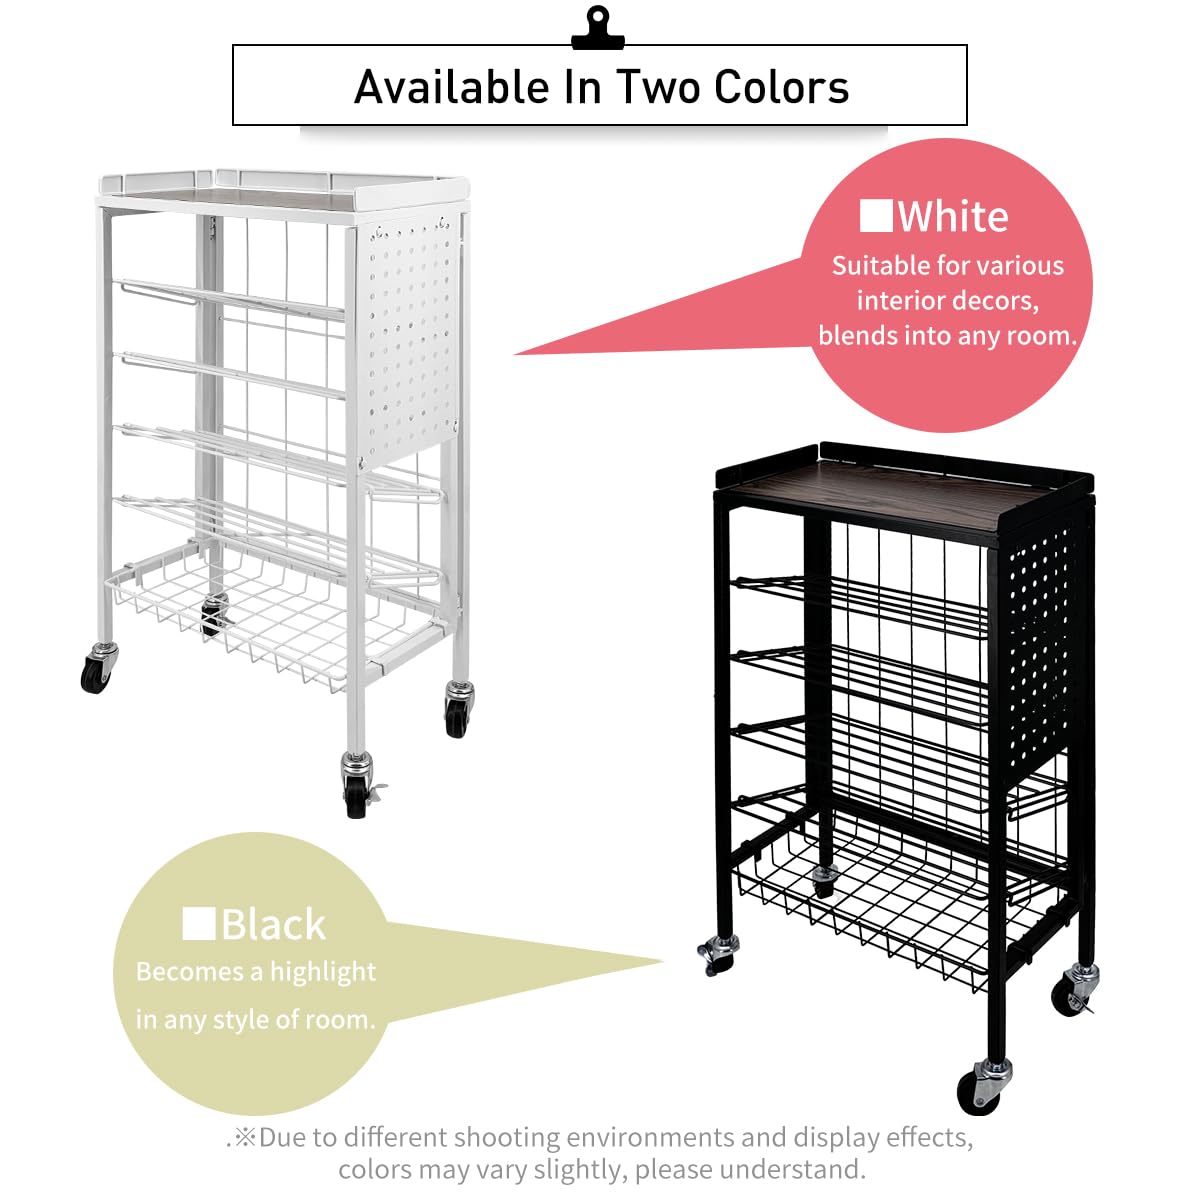 Available In Two Colors
■White
Suitable for various
interior decors,
blends into any room.
■Black
Becomes a highlight
in any style of room.
.※Due to different shooting environments and display effects,
colors may vary slightly, please understand.